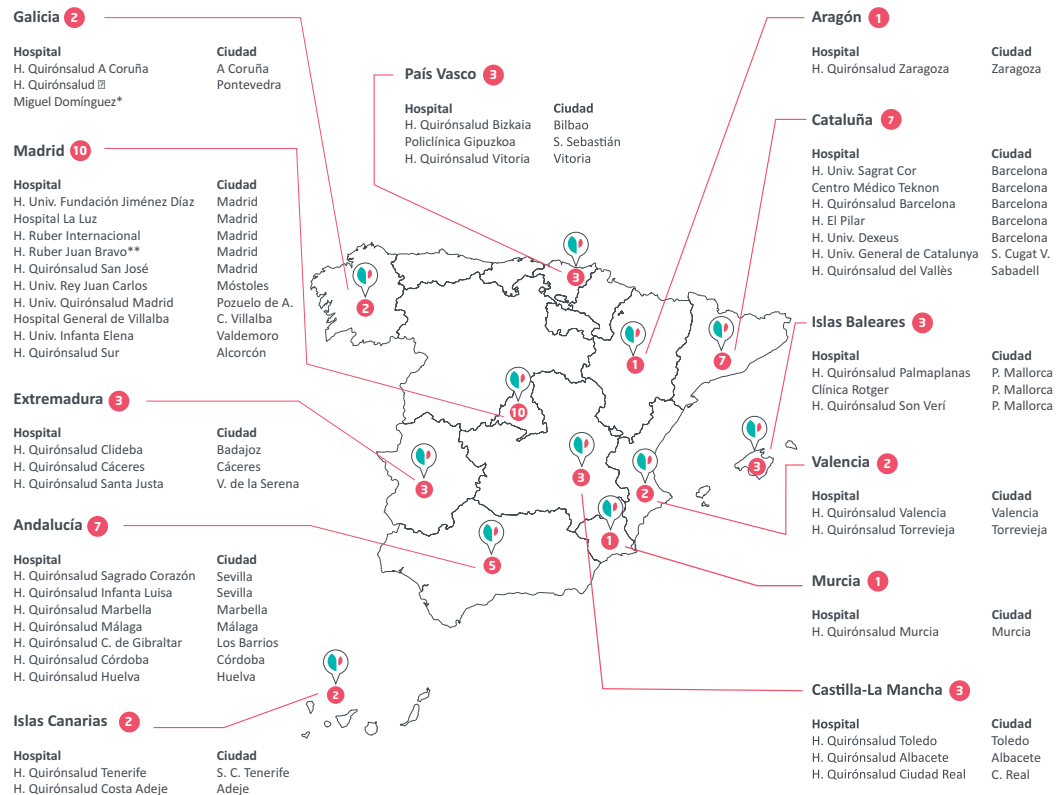 Galicia 2
Hospital Ciudad
H. Quirónsalud A Coruña A Coruña
H. Quirónsalud Pontevedra
Miguel Domínguez*
Madrid 10
Hospital Ciudad
H. Univ. Fundación Jiménez Díaz Madrid
Hospital La Luz Madrid
H. Ruber Internacional Madrid
H. Ruber Juan Bravo** Madrid
H. Quirónsalud San José Madrid
H. Univ. Rey Juan Carlos Móstoles
H. Univ. Quirónsalud Madrid Pozuelo de A.
Hospital General de Villalba C. Villalba
H. Univ. Infanta Elena Valdemoro
H. Quirónsalud Sur Alcorcón
Extremadura 3
Hospital Ciudad
H. Quirónsalud Clideba Badajoz
H. Quirónsalud Cáceres Cáceres
H. Quirónsalud Santa Justa V. de la Serena
Andalucía 7
Hospital Ciudad
H. Quirónsalud Sagrado Corazón Sevilla
H. Quirónsalud Infanta Luisa Sevilla
H. Quirónsalud Marbella Marbella
H. Quirónsalud Málaga Málaga
H. Quirónsalud C. de Gibraltar Los Barrios
H. Quirónsalud Córdoba Córdoba
H. Quirónsalud Huelva Huelva
Islas Canarias 2
Hospital Ciudad
H. Quirónsalud Tenerife S. C. Tenerife
H. Quirónsalud Costa Adeje Adeje
País Vasco 3
Hospital Ciudad
H. Quirónsalud Bizkaia Bilbao
Policlínica Gipuzkoa S. Sebastián
H. Quirónsalud Vitoria Vitoria
3
2
1
7
10
3
3
3
2
1
5
2
Aragón 1
Hospital Ciudad
H. Quirónsalud Zaragoza Zaragoza
Cataluña 7
Hospital Ciudad
H. Univ. Sagrat Cor Barcelona
Centro Médico Teknon Barcelona
H. Quirónsalud Barcelona Barcelona
H. El Pilar Barcelona
H. Univ. Dexeus Barcelona
H. Univ. General de Catalunya S. Cugat V.
H. Quirónsalud del Vallès Sabadell
Islas Baleares 3
Hospital Ciudad
H. Quirónsalud Palmaplanas P. Mallorca
Clínica Rotger P. Mallorca
H. Quirónsalud Son Verí P. Mallorca
Valencia 2
Hospital Ciudad
H. Quirónsalud Valencia Valencia
H. Quirónsalud Torrevieja Torrevieja
Murcia 1
Hospital Ciudad
H. Quirónsalud Murcia Murcia
Castilla-La Mancha 3
Hospital Ciudad
H. Quirónsalud Toledo Toledo
H. Quirónsalud Albacete Albacete
H. Quirónsalud Ciudad Real C. Real